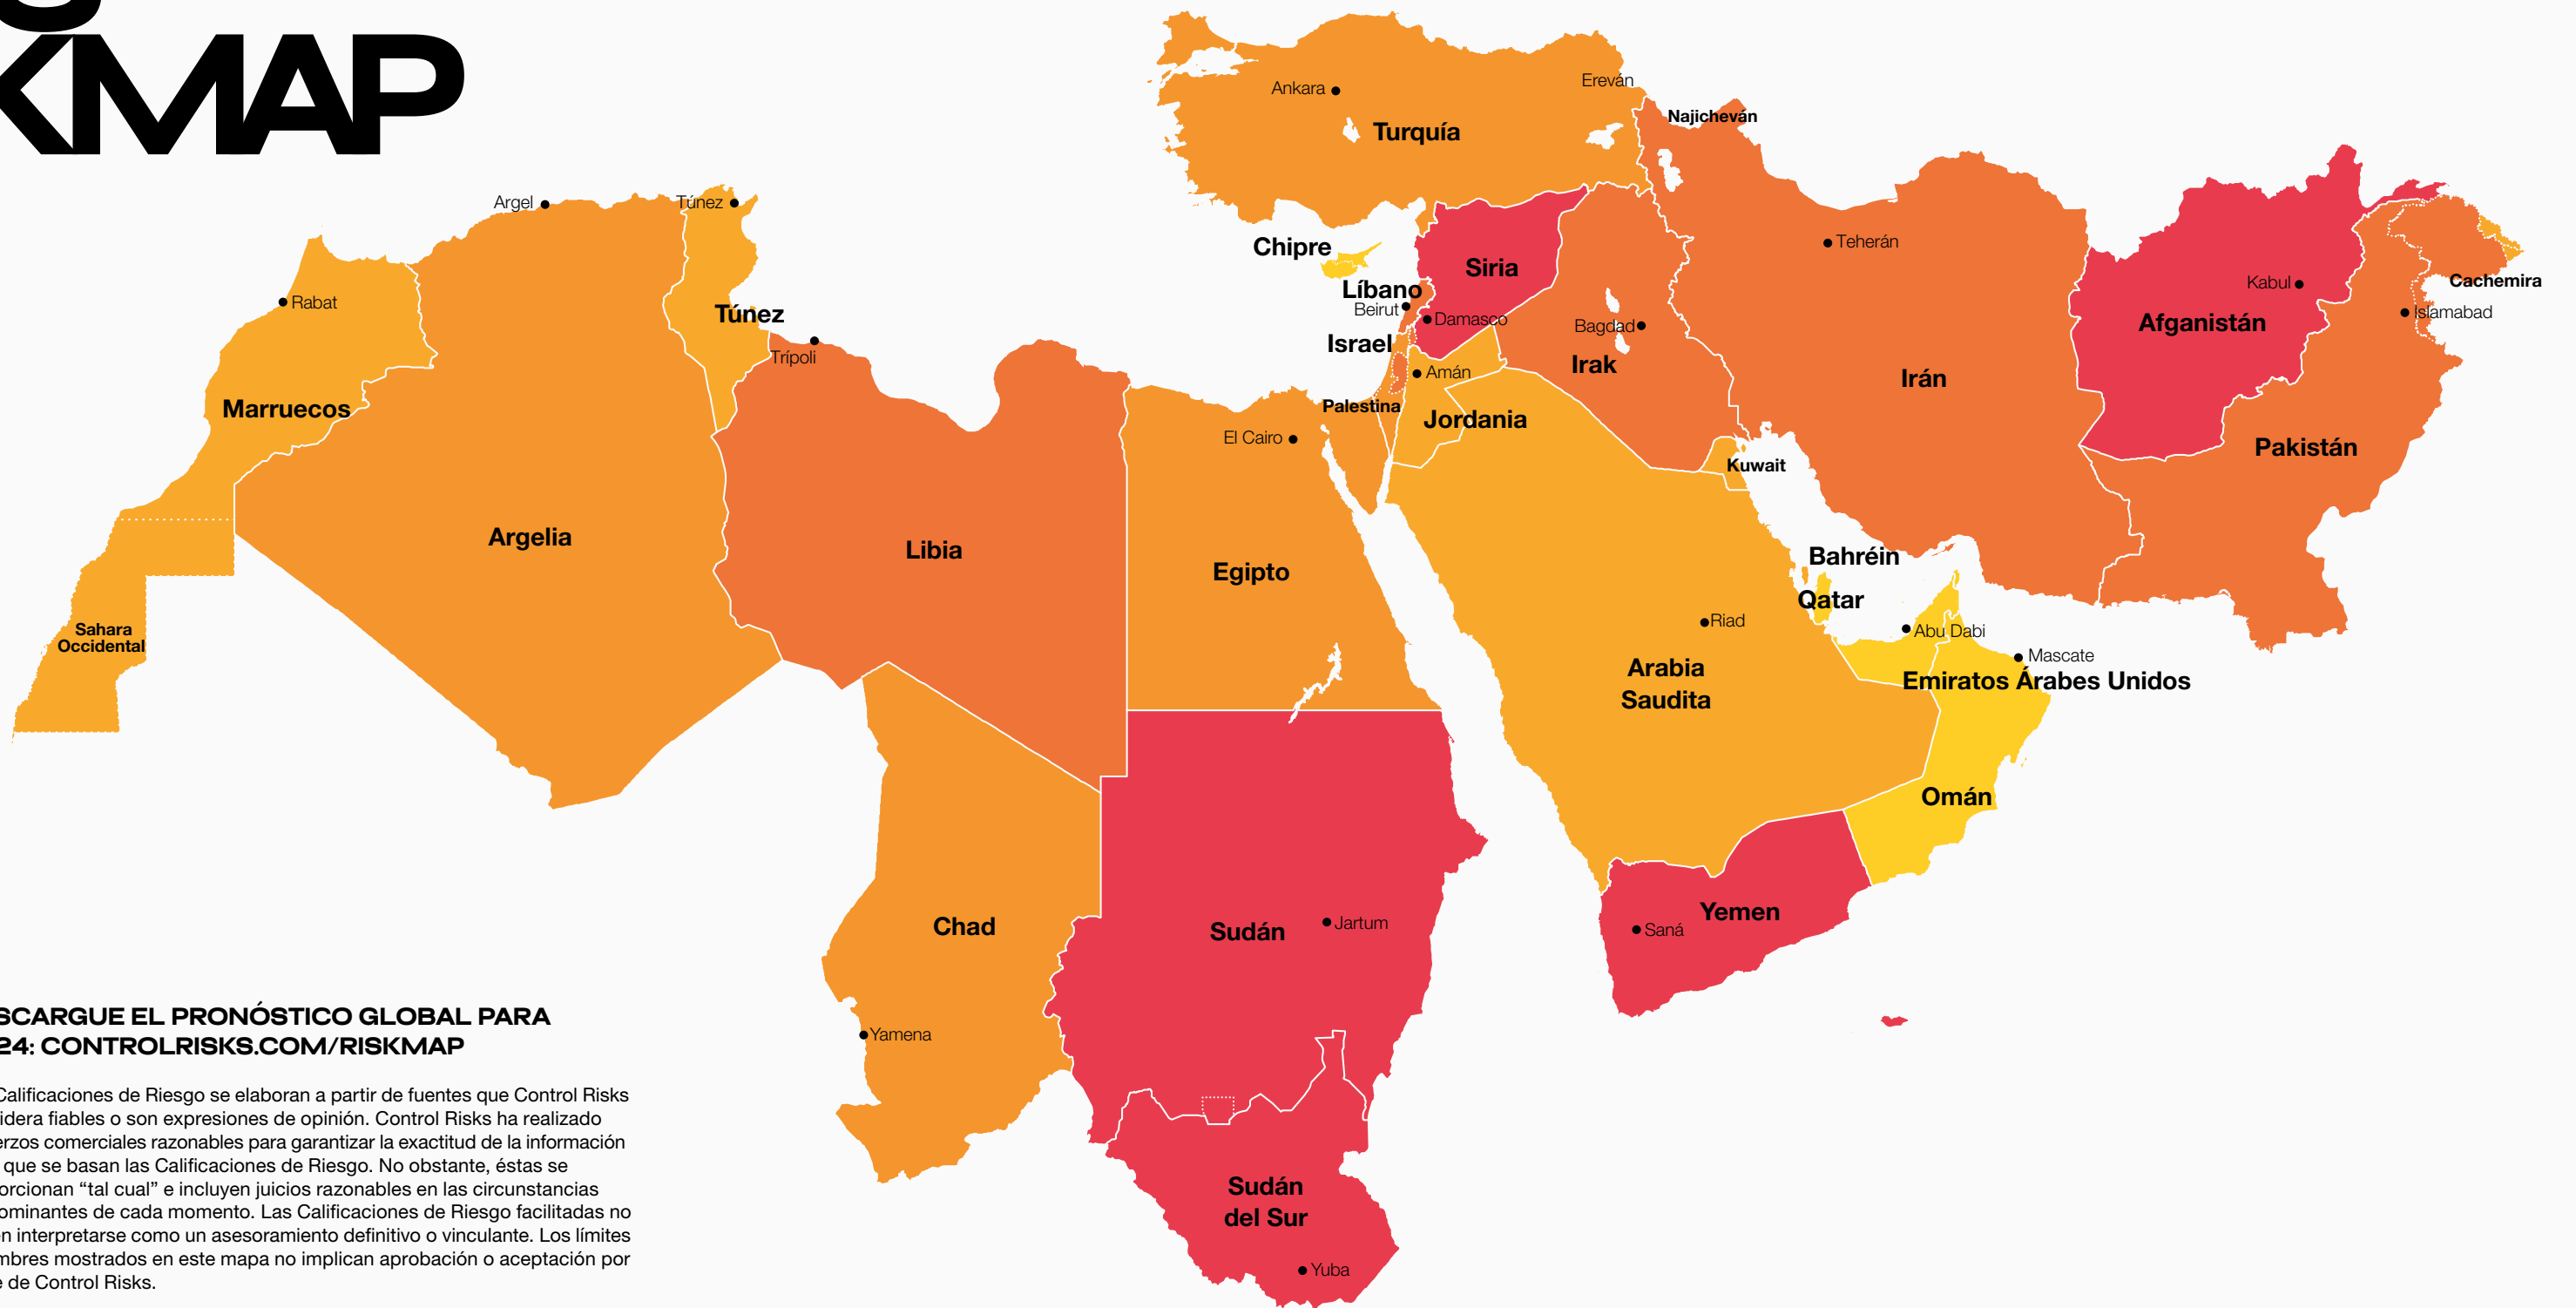 KMAP
Ankara
Ereván
Turquía
Najicheván
Argel
Túnez
Chipre
Teherán
Siria
Rabat
Líbano
Kabul
Cachemira
Túnez
Beirut
Damasco
Bagdad
Islamabad
Afganistán
Trípoli
Israel
Irak
Irán
Amán
Marruecos
Palestina
Jordania
El Cairo
Pakistán
Kuwait
Argelia
Libia
Egipto
Bahréin
Qatar
Riad
Abu Dabi
Sahara
Occidental
Mascate
Arabia
Saudita
Emiratos Árabes Unidos
Omán
Chad
Sudán
Jartum
Yemen
Saná
SCARGUE EL PRONÓSTICO GLOBAL PARA
24: CONTROLRISKS.COM/RISKMAP
Yamena
Calificaciones de Riesgo se elaboran a partir de fuentes que Control Risks
idera fiables o son expresiones de opinión. Control Risks ha realizado
erzos comerciales razonables para garantizar la exactitud de la información
que se basan las Calificaciones de Riesgo. No obstante, éstas se
orcionan “tal cual” e incluyen juicios razonables en las circunstancias
ominantes de cada momento. Las Calificaciones de Riesgo facilitadas no
n interpretarse como un asesoramiento definitivo o vinculante. Los límites
mbres mostrados en este mapa no implican aprobación o aceptación por
e de Control Risks.
Sudán
del Sur
Yuba